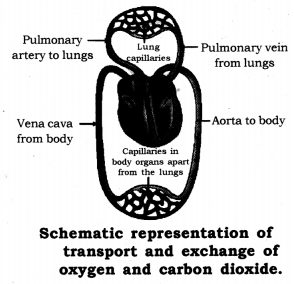 Pulmonary
artery to lungs
Lung
capillaries
Pulmonary vein
from lungs
Vena cava
from body
Aorta to body
Capillaries in
body organs apart
from the lungs
Schematic representation of
transport and exchange of
oxygen and carbon dioxide.